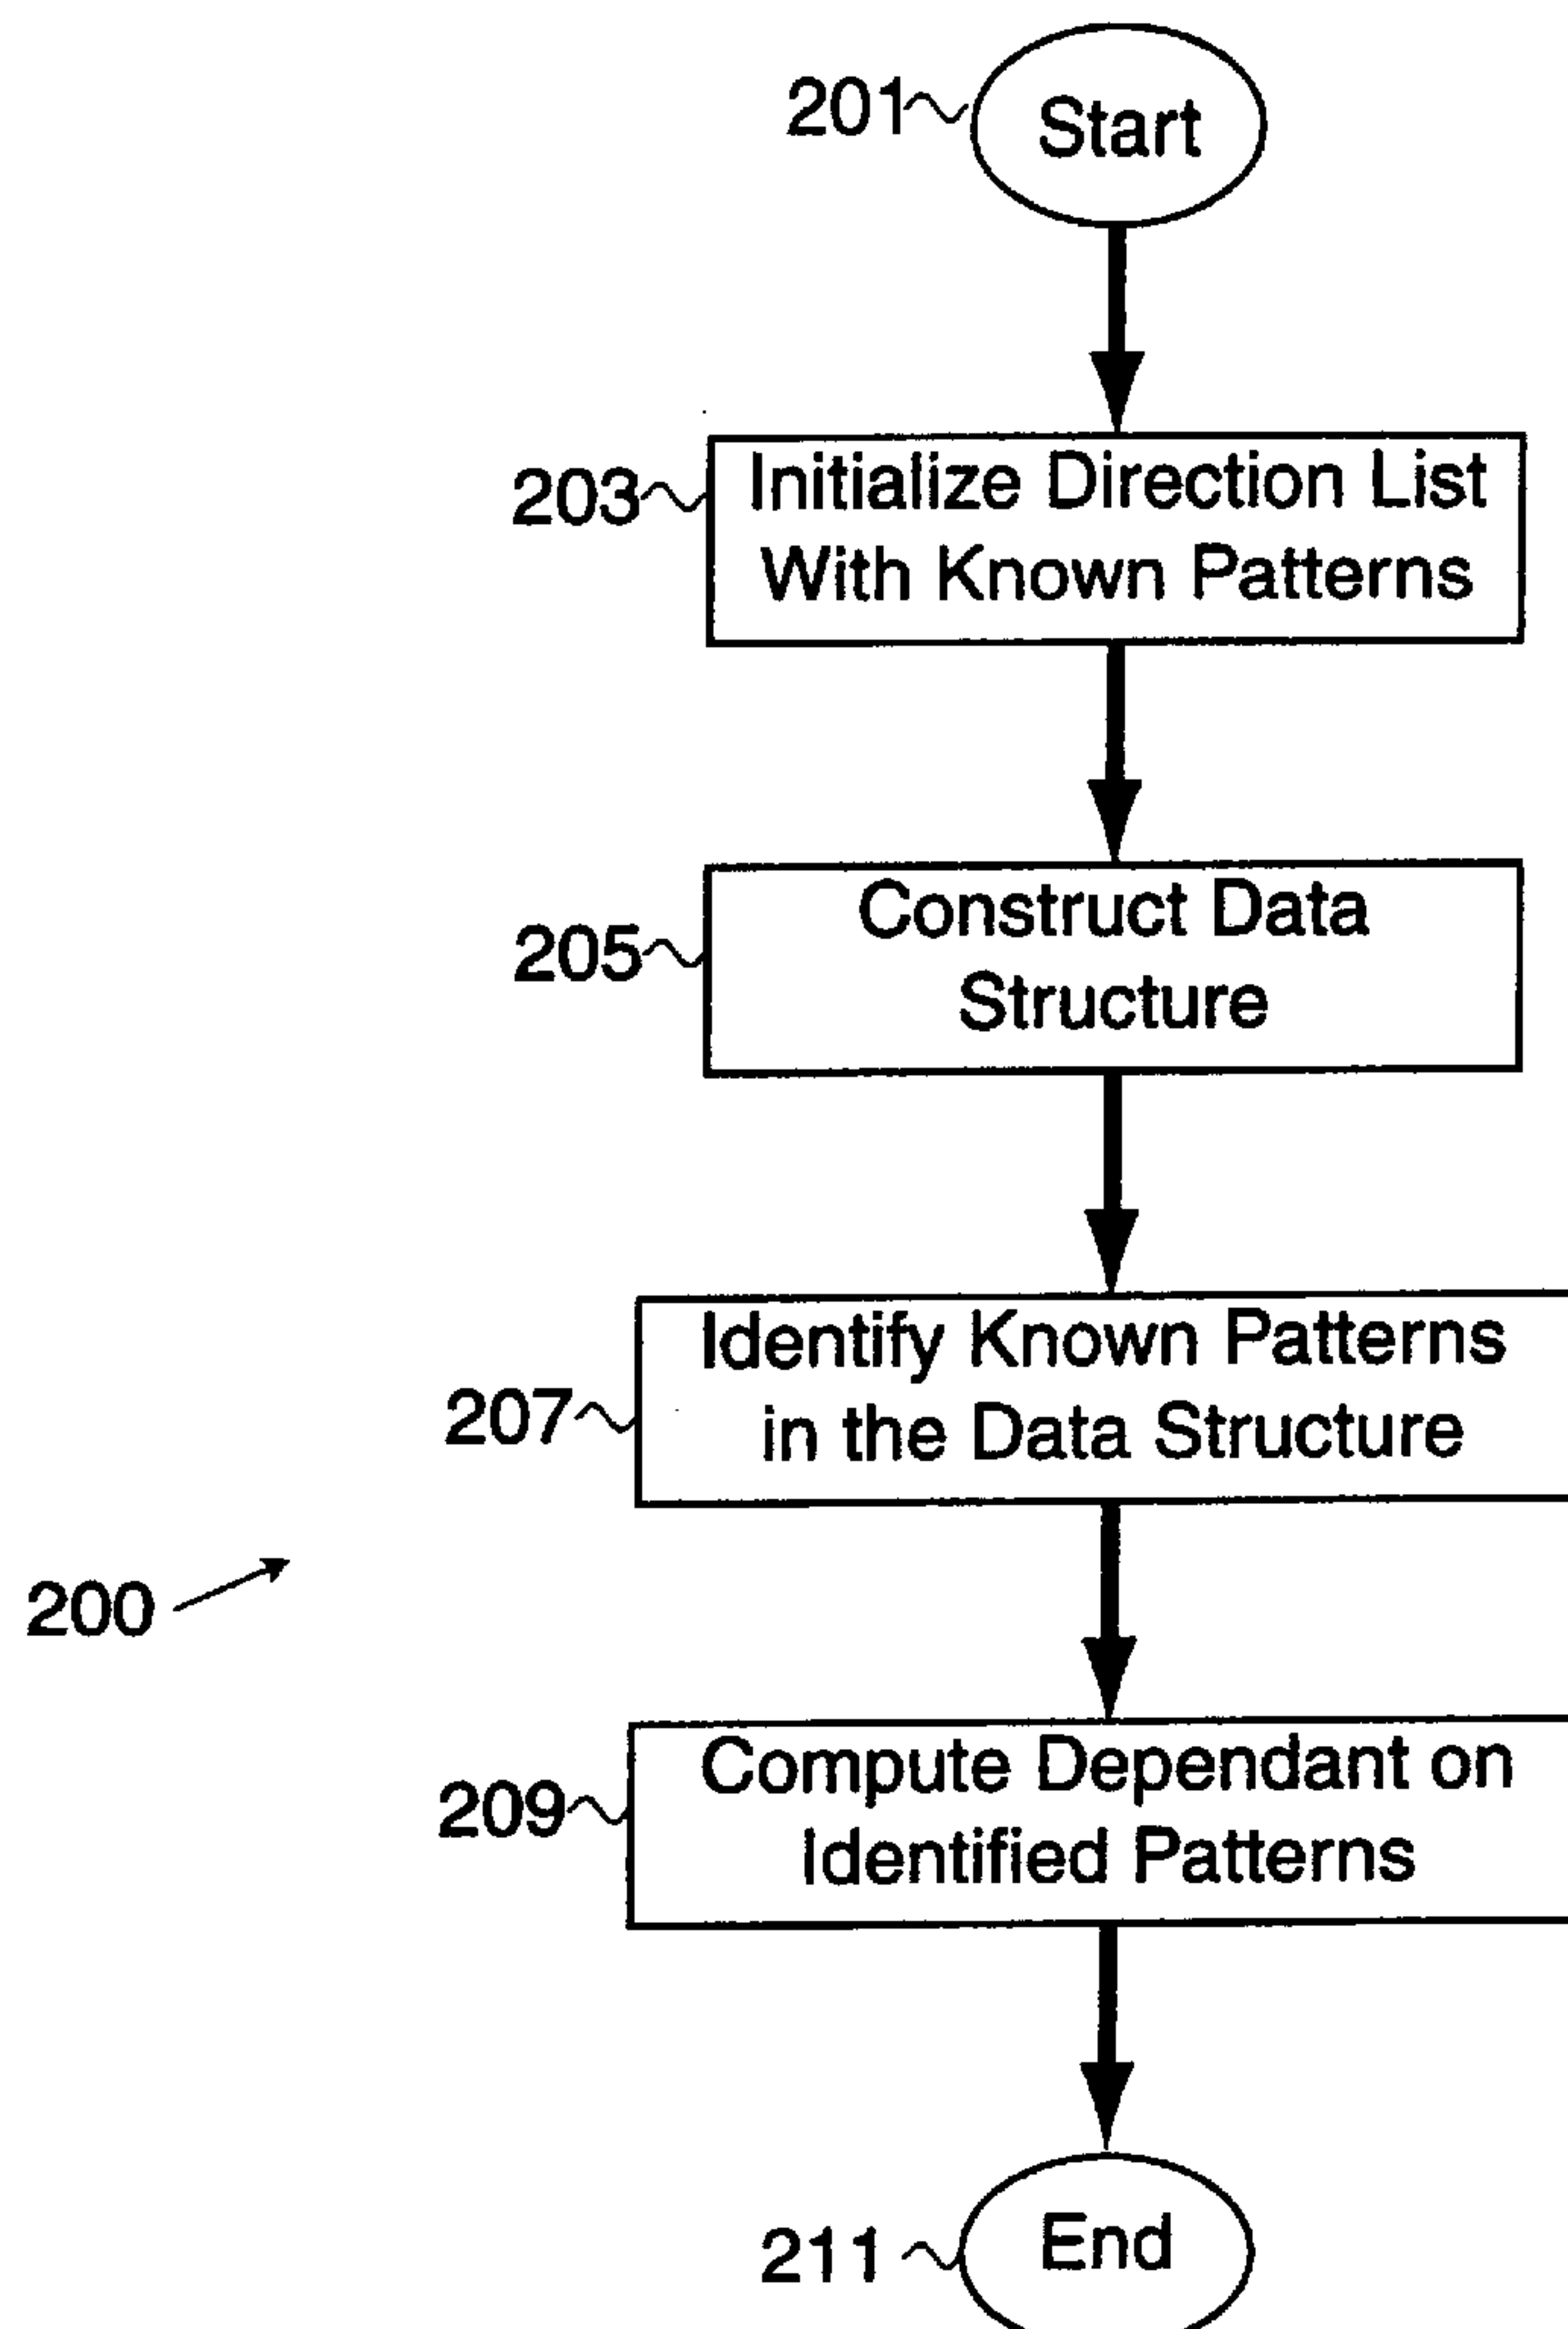 201
Start
203
Initialize Direction List
With Known Patterns
205
Construct Data
Structure
207
Identify Known Patterns
in the Data Structure
200
209
Compute Dependant on
Identified Patterns
211
End